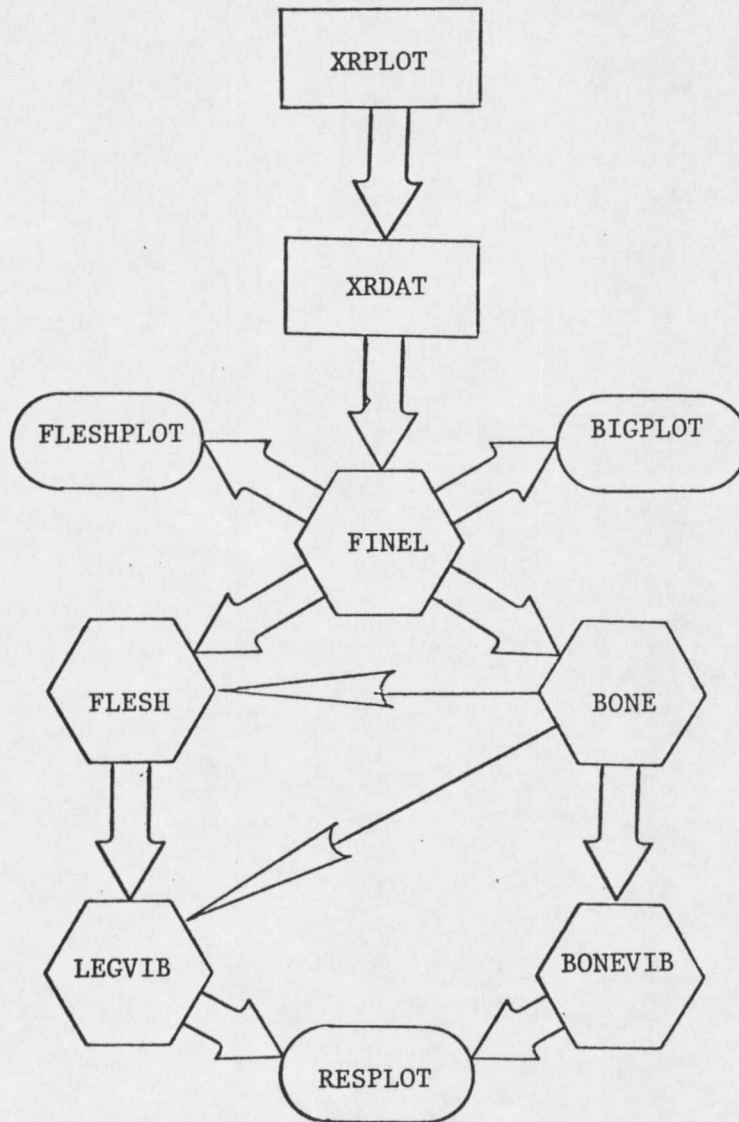 XRPLOT
XRDAT
FLESHPLOT
BIGPLOT
FINEL
FLESH
BONE
LEGVIB
BONEVIB
RESPLOT